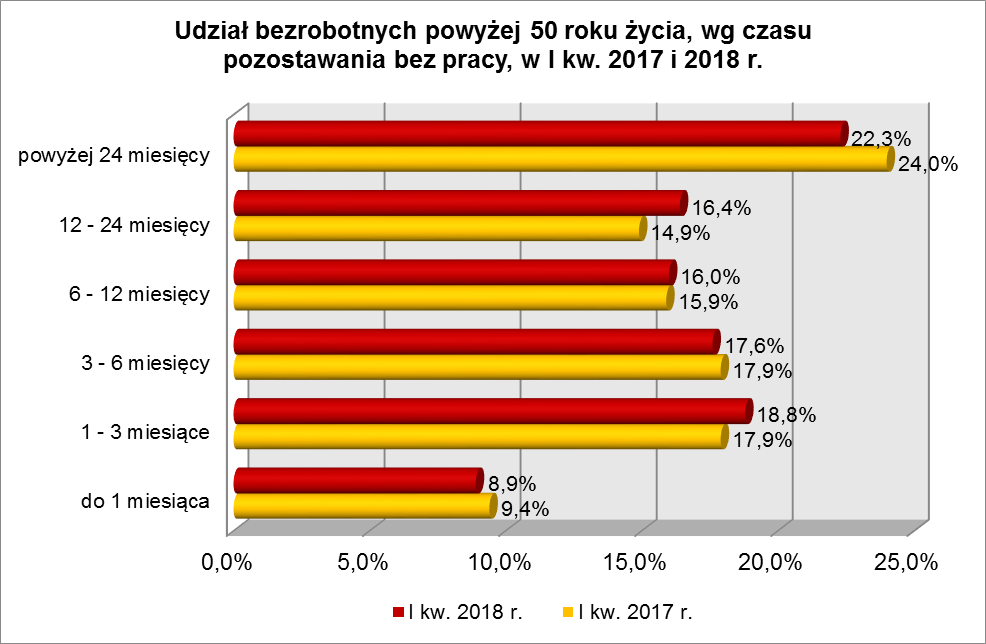 Udział bezrobotnych powyżej 50 roku życia, wg czasu
pozostawania bez pracy, w I kw. 2017 i 2018 r.
powyżej 24 miesięcy
22,3%
24,0%
12 - 24 miesięcy
16,4%
14,9%
6 - 12 miesięcy
16,0%
15,9%
3 - 6 miesięcy
17,6%
17,9%
1 - 3 miesiące
18,8%
17,9%
do 1 miesiąca
8,9%
9,4%
0,0% 5,0% 10,0% 15,0% 20,0% 25,0%
I kw. 2018 r. I kw. 2017 r.